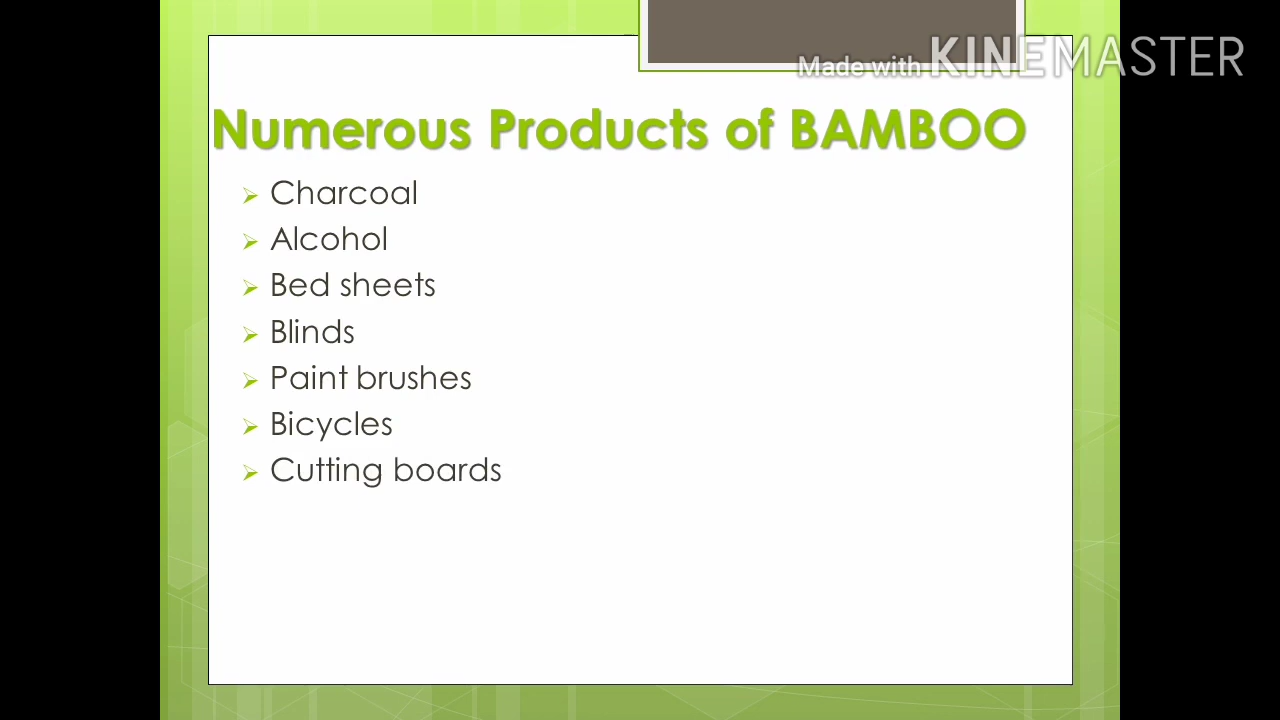 Made with KINEMASTER
Numerous Products of BAMBOO
Charcoal
Alcohol
Bed sheets
Blinds
Paint brushes
Bicycles
Cutting boards